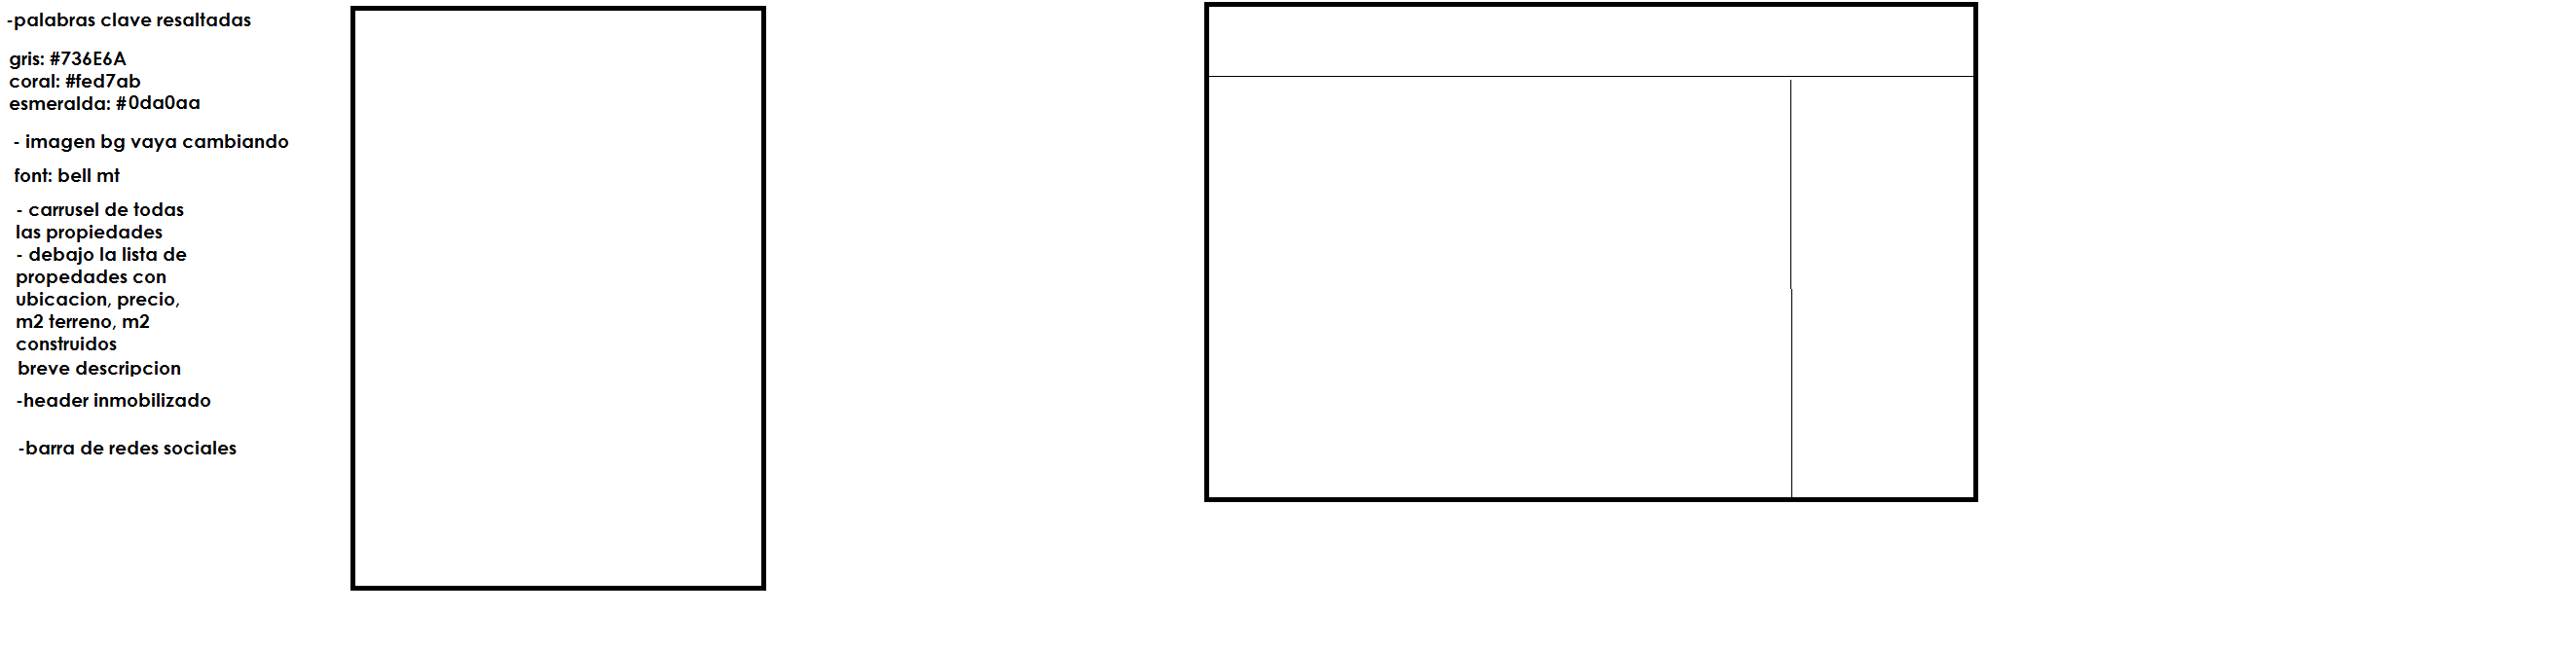 -palabras clave resaltadas
gris: #736E6A
coral: #fed7ab
esmeralda: #0da0aa
- imagen bg vaya cambiando
font: bell mt
- carrusel de todas
las propiedades
- debajo la lista de
propedades con
ubicacion, precio,
m2 terreno, m2
construidos
breve descripcion
-header inmobilizado
-barra de redes sociales